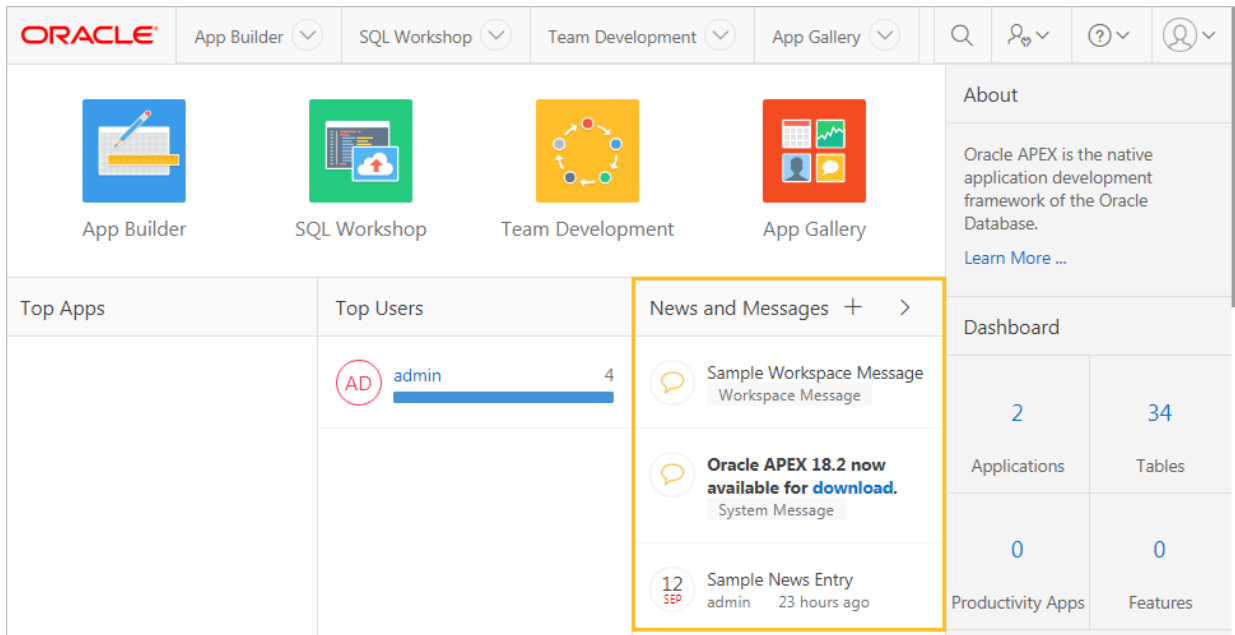 ORACLE
App Builder
SQL Workshop
Team Development
App Gallery
App Builder
SQL Workshop
Team Development
App Gallery
Top Apps
Top Users
AD
admin
4
News and Messages
Sample Workspace Message
Workspace Message
Oracle APEX 18.2 now
available for download.
System Message
12
SEP
Sample News Entry
admin 23 hours ago
About
Oracle APEX is the native
application development
framework of the Oracle
Database.
Learn More ...
Dashboard
2
Applications
34
Tables
0
Productivity Apps
0
Features